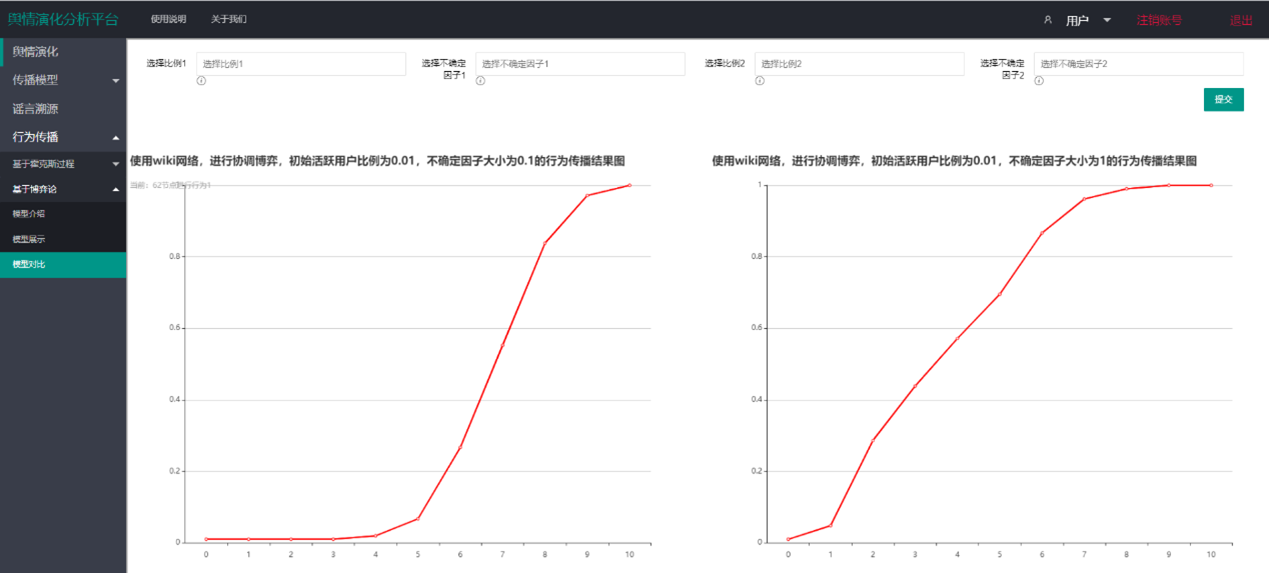 舆情演化分析平台 使用说明 关于我们 用户 注销账号 退出
舆情演化
传播模型
谣言溯源
行为传播
基于霍克斯过程
基于博弈论
模型介绍
模型展示
模型对比
选择比例1 选择比例1 选择不确定 选择不确定因子1 选择比例2 选择比例2 选择不确定 选择不确定因子2
因子1 因子2
提交
使用wiki网络，进行协调博弈，初始活跃用户比例为0.01，不确定因子大小为0.1的行为传播结果图
当前：62节点执行行为1
1
0.8
0.6
0.4
0.2
0
0 1 2 3 4 5 6 7 8 9 10
使用wiki网络，进行协调博弈，初始活跃用户比例为0.01，不确定因子大小为1的行为传播结果图
1
0.8
0.6
0.4
0.2
0
0 1 2 3 4 5 6 7 8 9 10